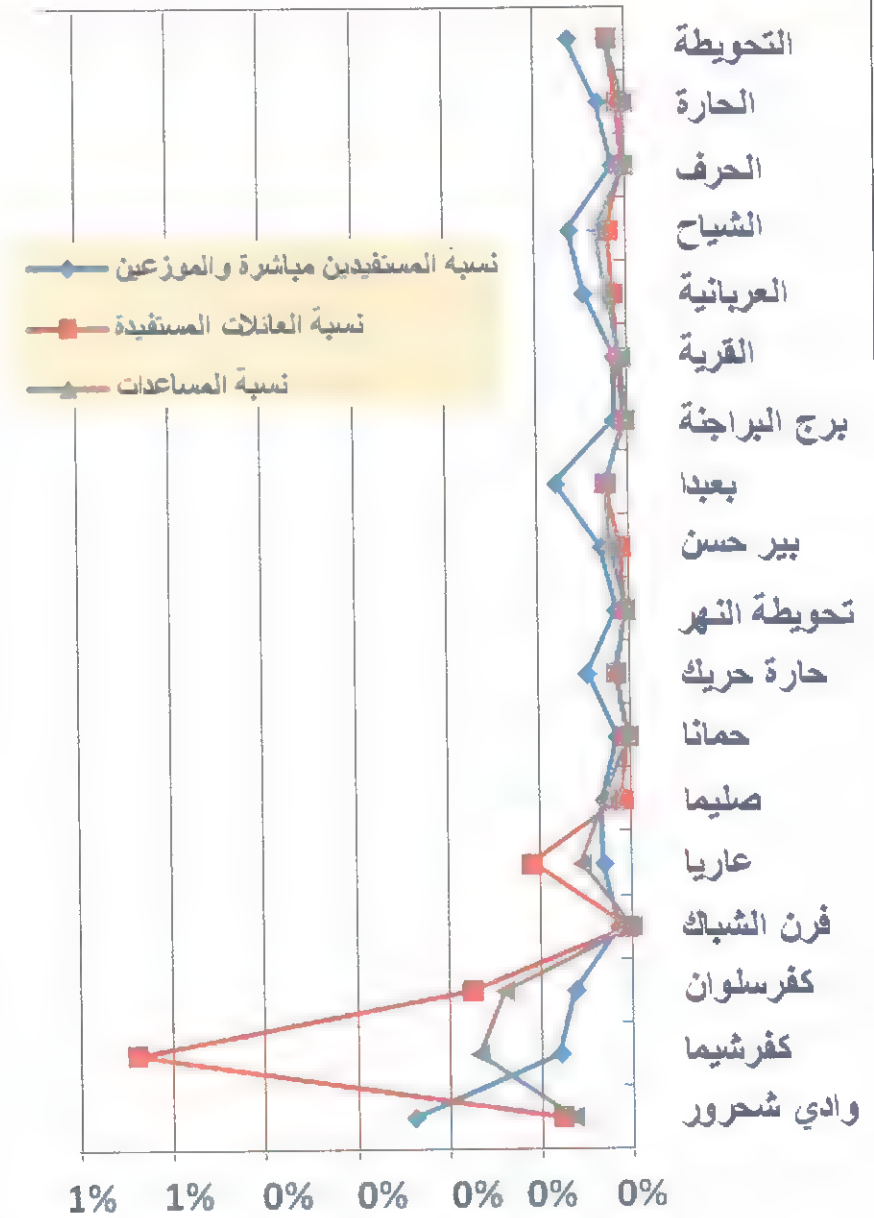 التحويطة
الحارة
الحرف
الشياح
العربانية
القرية
برج البراجنة
بعبدا
بير حسن
تحويطة النهر
حارة حريك
حمانا
صليما
عاريا
فرن الشباك
كفرسلوان
كفرشيما
وادي شحرور
نسبة المستفيدين مباشرة والموزعين
نسبة العائلات المستفيدة
نسبة المساعدات
1% 1% 0% 0% 0% 0% 0%